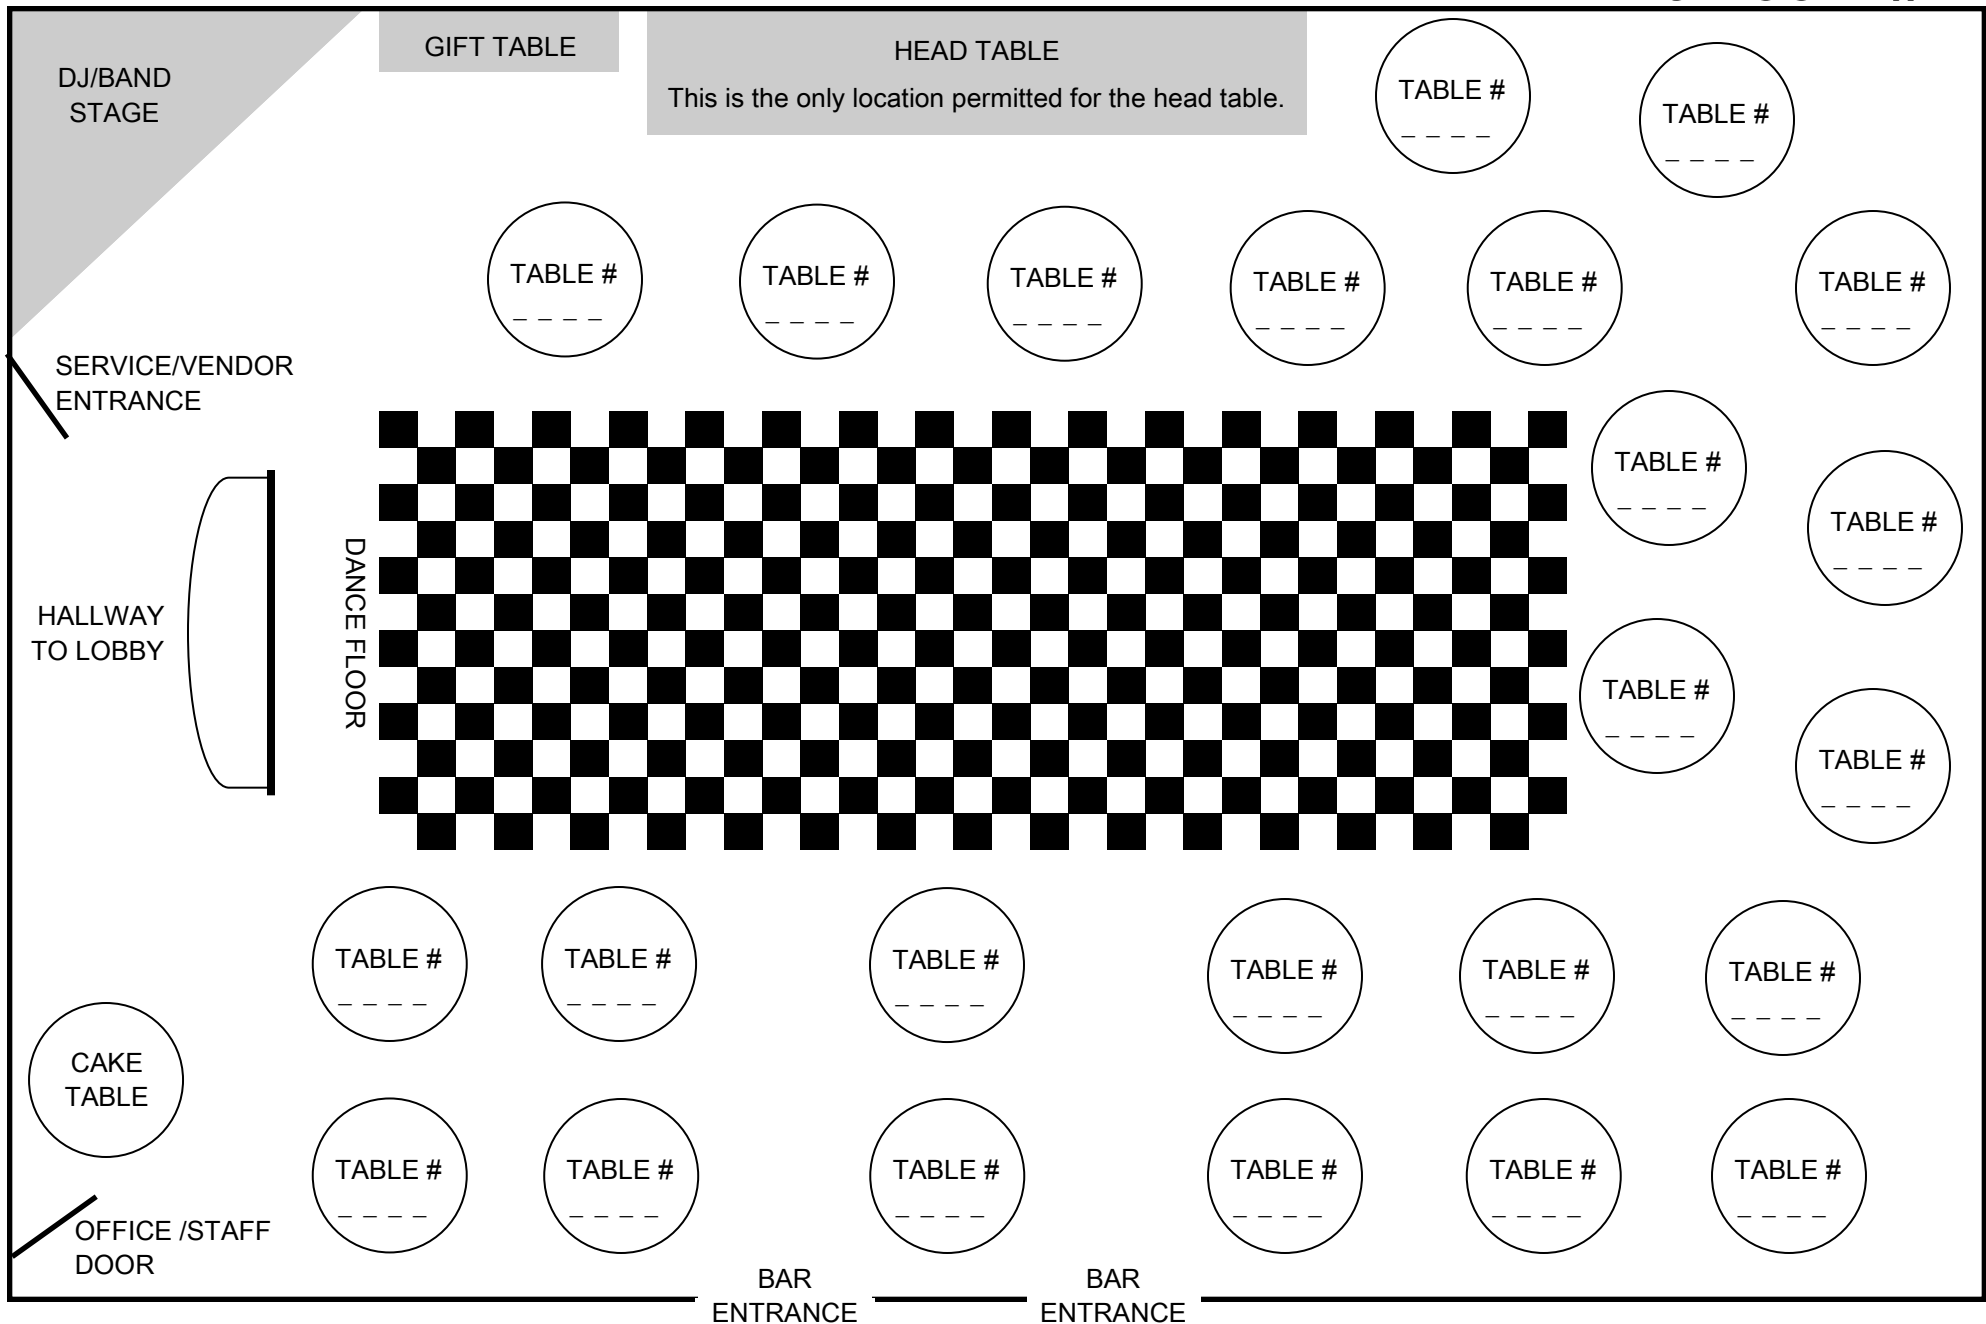 GIFT TABLE
HEAD TABLE
This is the only location permitted for the head table.
DJ/BAND
STAGE
TABLE #
_ _ _ _
TABLE #
_ _ _ _
TABLE #
_ _ _ _
TABLE #
_ _ _ _
TABLE #
_ _ _ _
TABLE #
_ _ _ _
TABLE #
_ _ _ _
TABLE #
_ _ _ _
SERVICE/VENDOR
ENTRANCE
TABLE #
_ _ _ _
TABLE #
_ _ _ _
HALLWAY
TO LOBBY
DANCE FLOOR
TABLE #
_ _ _ _
TABLE #
_ _ _ _
TABLE #
_ _ _ _
TABLE #
_ _ _ _
TABLE #
_ _ _ _
TABLE #
_ _ _ _
TABLE #
_ _ _ _
TABLE #
_ _ _ _
CAKE
TABLE
TABLE #
_ _ _ _
TABLE #
_ _ _ _
TABLE #
_ _ _ _
TABLE #
_ _ _ _
TABLE #
_ _ _ _
TABLE #
_ _ _ _
OFFICE /STAFF
DOOR
BAR
ENTRANCE
BAR
ENTRANCE